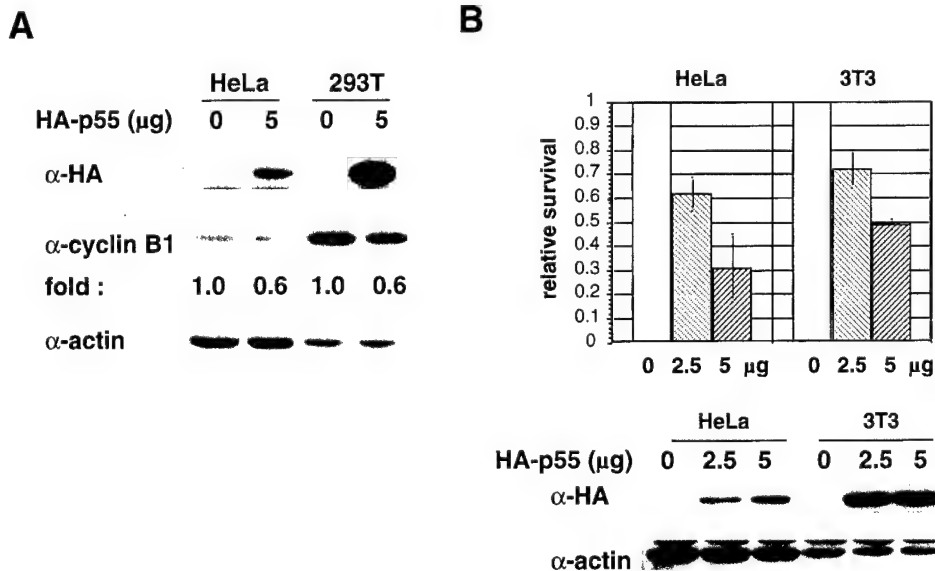 A
HeLa 293T
HA-p55 (µg) 0 5 0 5
α-HA
α-cyclin B1
fold : 1.0 0.6 1.0 0.6
α-actin
B
HeLa 3T3
relative survival
1
0.9
0.8
0.7
0.6
0.5
0.4
0.3
0.2
0.1
0
0 2.5 5 µg 0 2.5 5 µg
HeLa 3T3
HA-p55 (µg) 0 2.5 5 0 2.5 5
α-HA
α-actin